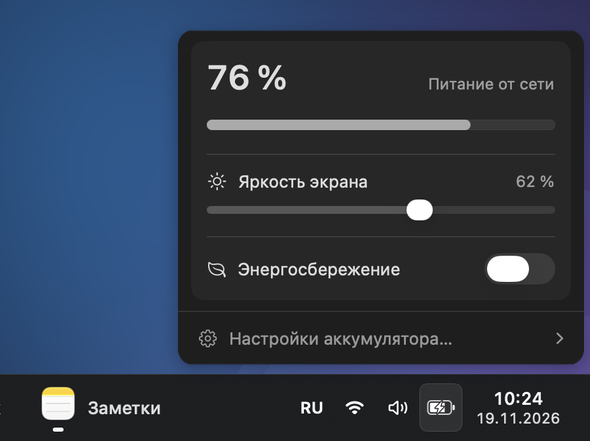 76 %
Питание от сети
Яркость экрана
62 %
Энергосбережение
Настройки аккумулятора...
Заметки
RU
10:24
19.11.2026